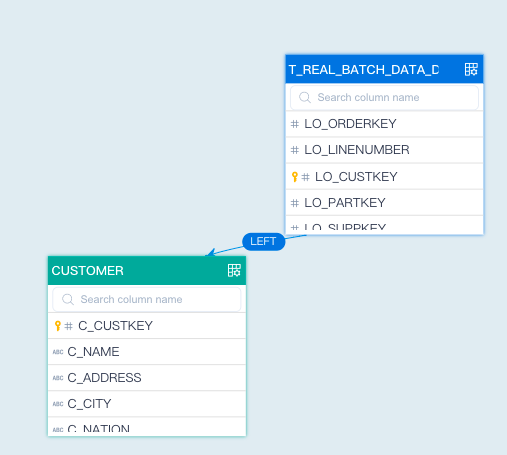 T_REAL_BATCH_DATA_D
Search column name
LO_ORDERKEY
LO_LINENUMBER
LO_CUSTKEY
LO_PARTKEY
LO_SUPPKEY
LEFT
CUSTOMER
Search column name
C_CUSTKEY
ABC C_NAME
ABC C_ADDRESS
ABC C_CITY
ABC C_NATION